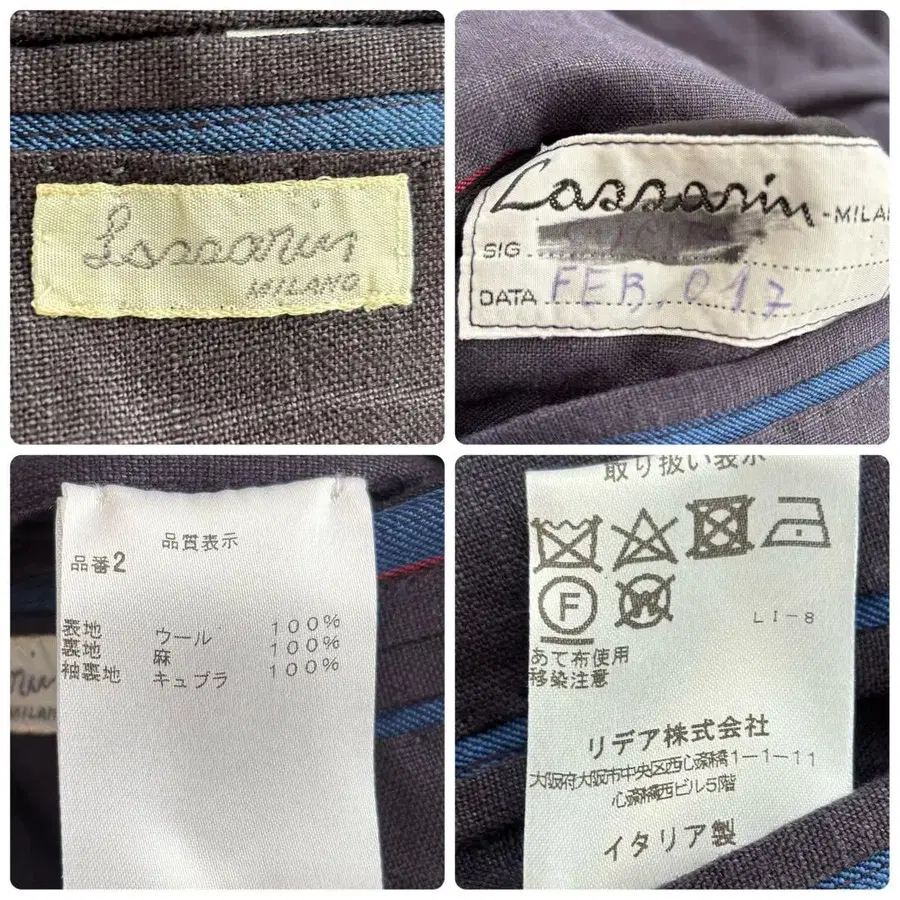 Lassarin
MILANO
Lassarin - MILA
SIG
DATA FEB. 017
品質表示
品番2
表地 ウール 100%
裏地 麻 100%
袖裏地 キュプラ 100%
MILAN
取り扱い表示
F W
LI-8
あて布使用
移染注意
リデア株式会社
大阪府大阪市中央区西心斎橋1-1-11
心斎橋西ビル5階
イタリア製